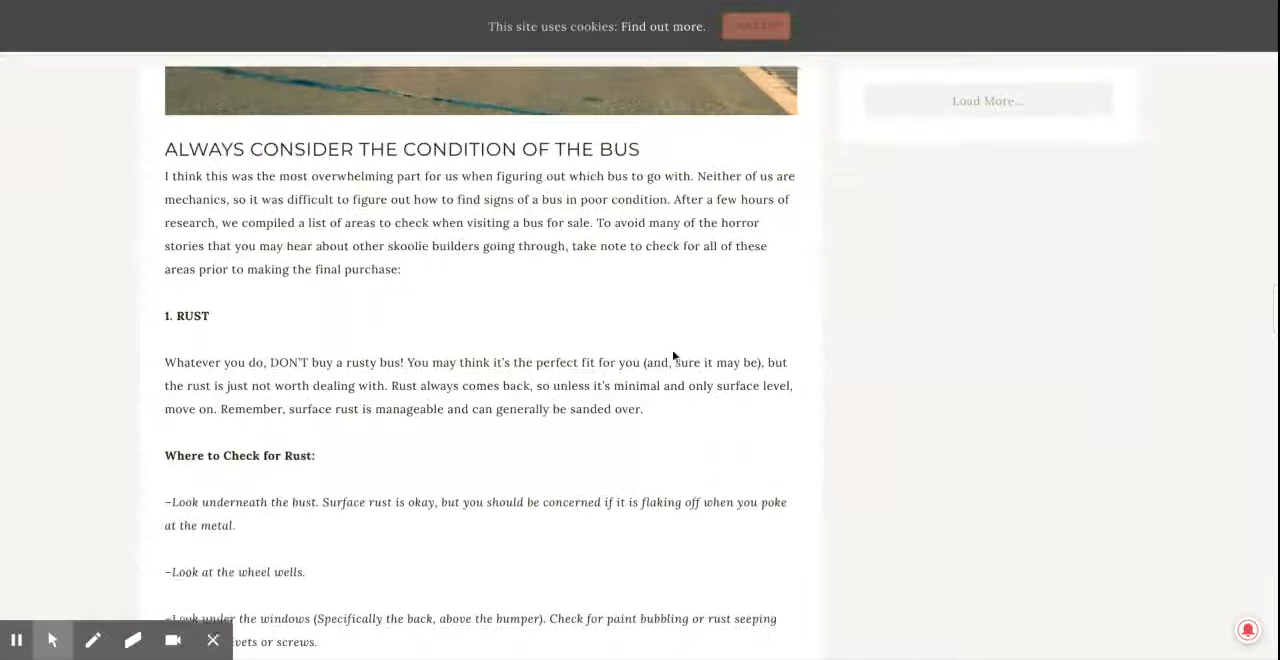 This site uses cookies: Find out more.
Load More...
ALWAYS CONSIDER THE CONDITION OF THE BUS
I think this was the most overwhelming part for us when figuring out which bus to go with. Neither of us are
mechanics, so it was difficult to figure out how to find signs of a bus in poor condition. After a few hours of
research, we compiled a list of areas to check when visiting a bus for sale. To avoid many of the horror
stories that you may hear about other skoolie builders going through, take note to check for all of these
areas prior to making the final purchase:
1. RUST
Whatever you do, DON'T buy a rusty bus! You may think it's the perfect fit for you (and, sure it may be), but
the rust is just not worth dealing with. Rust always comes back, so unless it's minimal and only surface level,
move on. Remember, surface rust is manageable and can generally be sanded over.
Where to Check for Rust:
–Look underneath the bust. Surface rust is okay, but you should be concerned if it is flaking off when you poke
at the metal.
–Look at the wheel wells.
–Look under the windows (Specifically the back, above the bumper). Check for paint bubbling or rust seeping
or screws.